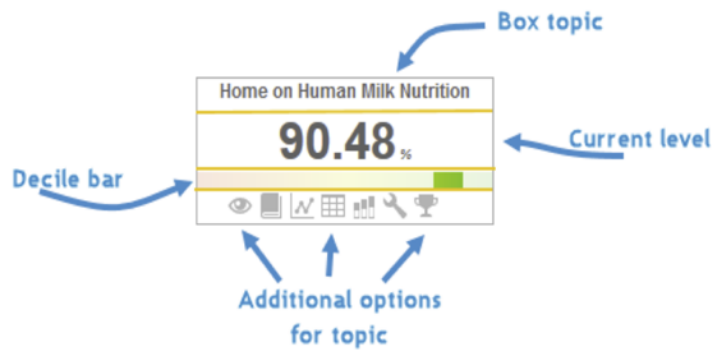 Box topic
Home on Human Milk Nutrition
90.48 %
Current level
Decile bar
Additional options
for topic